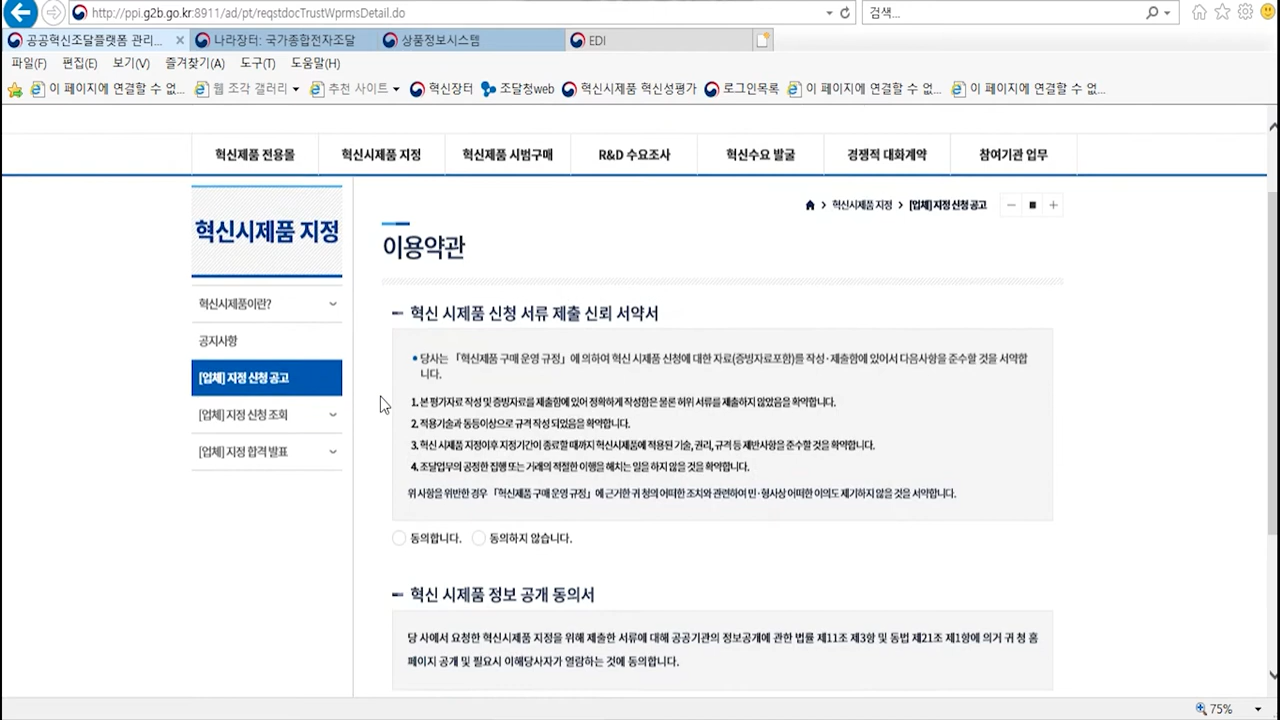 http://ppi.g2b.go.kr:8911/ad/pt/reqstdocTrustWprmsDetail.do
검색...
공공혁신조달플랫폼 관리...
나라장터: 국가종합전자조달
상품정보시스템
EDI
파일(F) 편집(E) 보기(V) 즐겨찾기(A) 도구(T) 도움말(H)
이 페이지에 연결할 수 없... 웹 조각 갤러리 추천 사이트 혁신장터 조달청web 혁신시제품 혁신성평가 로그인목록 이 페이지에 연결할 수 없... 이 페이지에 연결할 수 없...
혁신제품 전용몰 혁신시제품 지정 혁신제품 시범구매 R&D 수요조사 혁신수요 발굴 경쟁적 대화계약 참여기관 업무
혁신시제품 지정
혁신시제품이란?
공지사항
[업체] 지정 신청 공고
[업체] 지정 신청 조회
[업체] 지정 합격 발표
혁신시제품 지정 > [업체] 지정 신청 공고
이용약관
혁신 시제품 신청 서류 제출 신뢰 서약서
• 당사는 「혁신제품 구매 운영 규정」에 의하여 혁신 시제품 신청에 대한 자료(증빙자료포함)를 작성·제출함에 있어서 다음사항을 준수할 것을 서약합
니다.
1. 본 평가자료 작성 및 증빙자료를 제출함에 있어 정확하게 작성함은 물론 허위 서류를 제출하지 않았음을 확약합니다.
2. 적용기술과 동등이상으로 규격 작성 되었음을 확약합니다.
3. 혁신 시제품 지정이후 지정기간이 종료할 때까지 혁신시제품에 적용된 기술, 권리, 규격 등 제반사항을 준수할 것을 확약합니다.
4. 조달업무의 공정한 집행 또는 거래의 적절한 이행을 해치는 일을 하지 않을 것을 확약합니다.
위 사항을 위반한 경우 「혁신제품 구매 운영 규정」에 근거한 귀 청의 어떠한 조치와 관련하여 민·형사상 어떠한 이의도 제기하지 않을 것을 서약합니다.
동의합니다. 동의하지 않습니다.
혁신 시제품 정보 공개 동의서
당 사에서 요청한 혁신시제품 지정을 위해 제출한 서류에 대해 공공기관의 정보공개에 관한 법률 제11조 제3항 및 동법 제21조 제1항에 의거 귀 청 홈
페이지 공개 및 필요시 이해당사자가 열람하는 것에 동의합니다.
75%